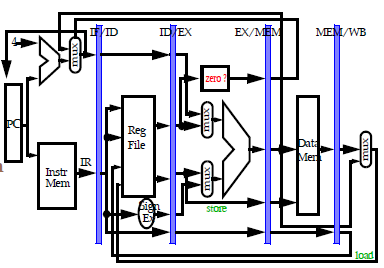 IF/ID
ID/EX
EX/MEM
MEM/WB
4
mux
zero ?
PC
Reg
File
mux
mux
Data
Mem
mux
Instr
Mem
IR
Sign
Ex
store
load